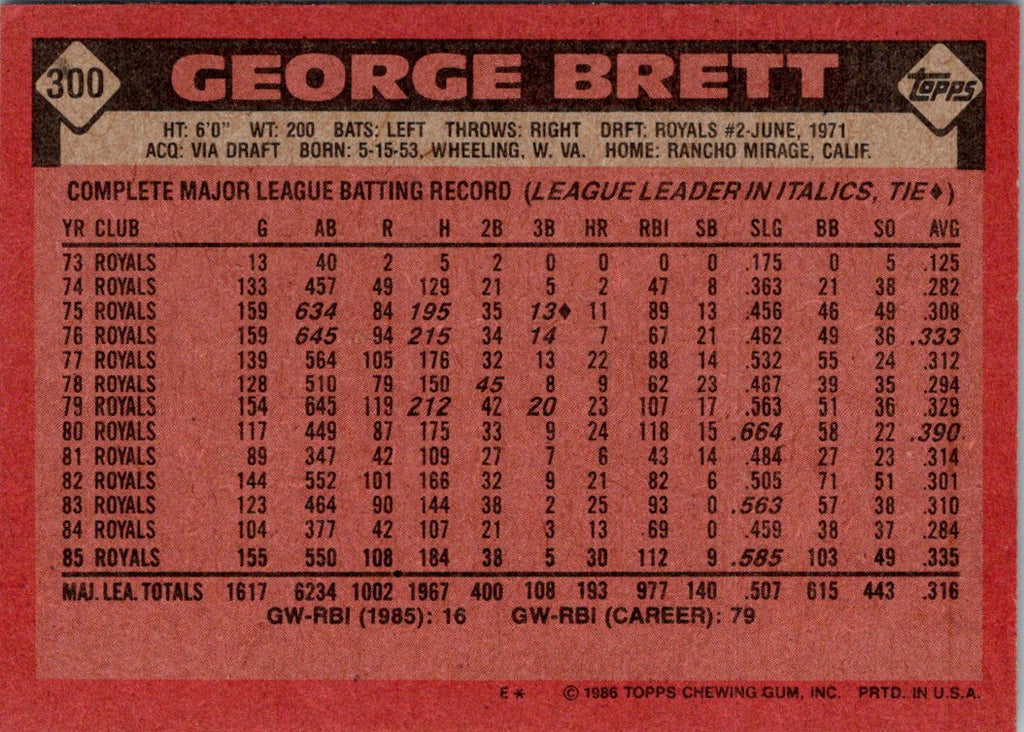 300 GEORGE BRETT Topps
HT: 6'0" WT: 200 BATS: LEFT THROWS: RIGHT DRFT: ROYALS #2-JUNE, 1971
ACQ: VIA DRAFT BORN: 5-15-53, WHEELING, W. VA. HOME: RANCHO MIRAGE, CALIF.
COMPLETE MAJOR LEAGUE BATTING RECORD (LEAGUE LEADER IN ITALICS, TIE♦)
YR CLUB G AB R H 2B 3B HR RBI SB SLG BB SO AVG
73 ROYALS 13 40 2 5 2 0 0 0 0 .175 0 5 .125
74 ROYALS 133 457 49 129 21 5 2 47 8 .363 21 38 .282
75 ROYALS 159 634 84 195 35 13♦ 11 89 13 .456 46 49 .308
76 ROYALS 159 645 94 215 34 14 7 67 21 .462 49 36 .333
77 ROYALS 139 564 105 176 32 13 22 88 14 .532 55 24 .312
78 ROYALS 128 510 79 150 45 8 9 62 23 .467 39 35 .294
79 ROYALS 154 645 119 212 42 20 23 107 17 .563 51 36 .329
80 ROYALS 117 449 87 175 33 9 24 118 15 .664 58 22 .390
81 ROYALS 89 347 42 109 27 7 6 43 14 .484 27 23 .314
82 ROYALS 144 552 101 166 32 9 21 82 6 .505 71 51 .301
83 ROYALS 123 464 90 144 38 2 25 93 0 .563 57 38 .310
84 ROYALS 104 377 42 107 21 3 13 69 0 .459 38 37 .284
85 ROYALS 155 550 108 184 38 5 30 112 9 .585 103 49 .335
MAJ. LEA. TOTALS 1617 6234 1002 1967 400 108 193 977 140 .507 615 443 .316
GW-RBI (1985): 16 GW-RBI (CAREER): 79
E* © 1986 TOPPS CHEWING GUM, INC. PRTD. IN U.S.A.